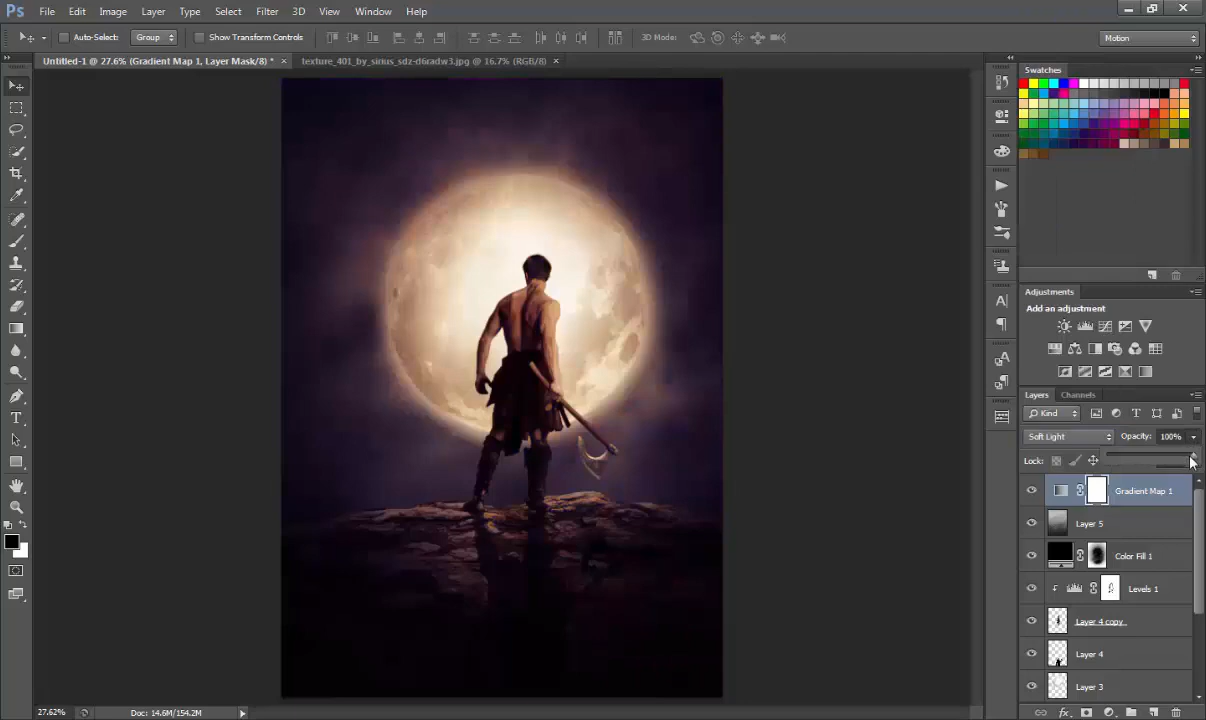 Ps File Edit Image Layer Type Select Filter 3D View Window Help
Auto-Select: Group Show Transform Controls 3D Mode: Motion
Untitled-1 @ 27.6% (Gradient Map 1, Layer Mask/8) * × texture_401_by_sirius_sdz-d6radw3.jpg @ 16.7% (RGB/8) ×
Swatches
Adjustments
Add an adjustment
Layers Channels
Kind
Soft Light Opacity: 100%
Lock:
Gradient Map 1
Layer 5
Color Fill 1
Levels 1
Layer 4 copy
Layer 4
Layer 3
27.62% Doc: 14.6M/154.2M